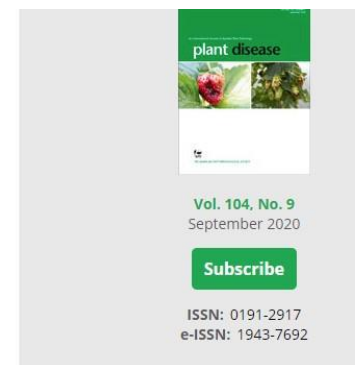 plant disease
Vol. 104, No. 9
September 2020
Subscribe
ISSN: 0191-2917
e-ISSN: 1943-7692